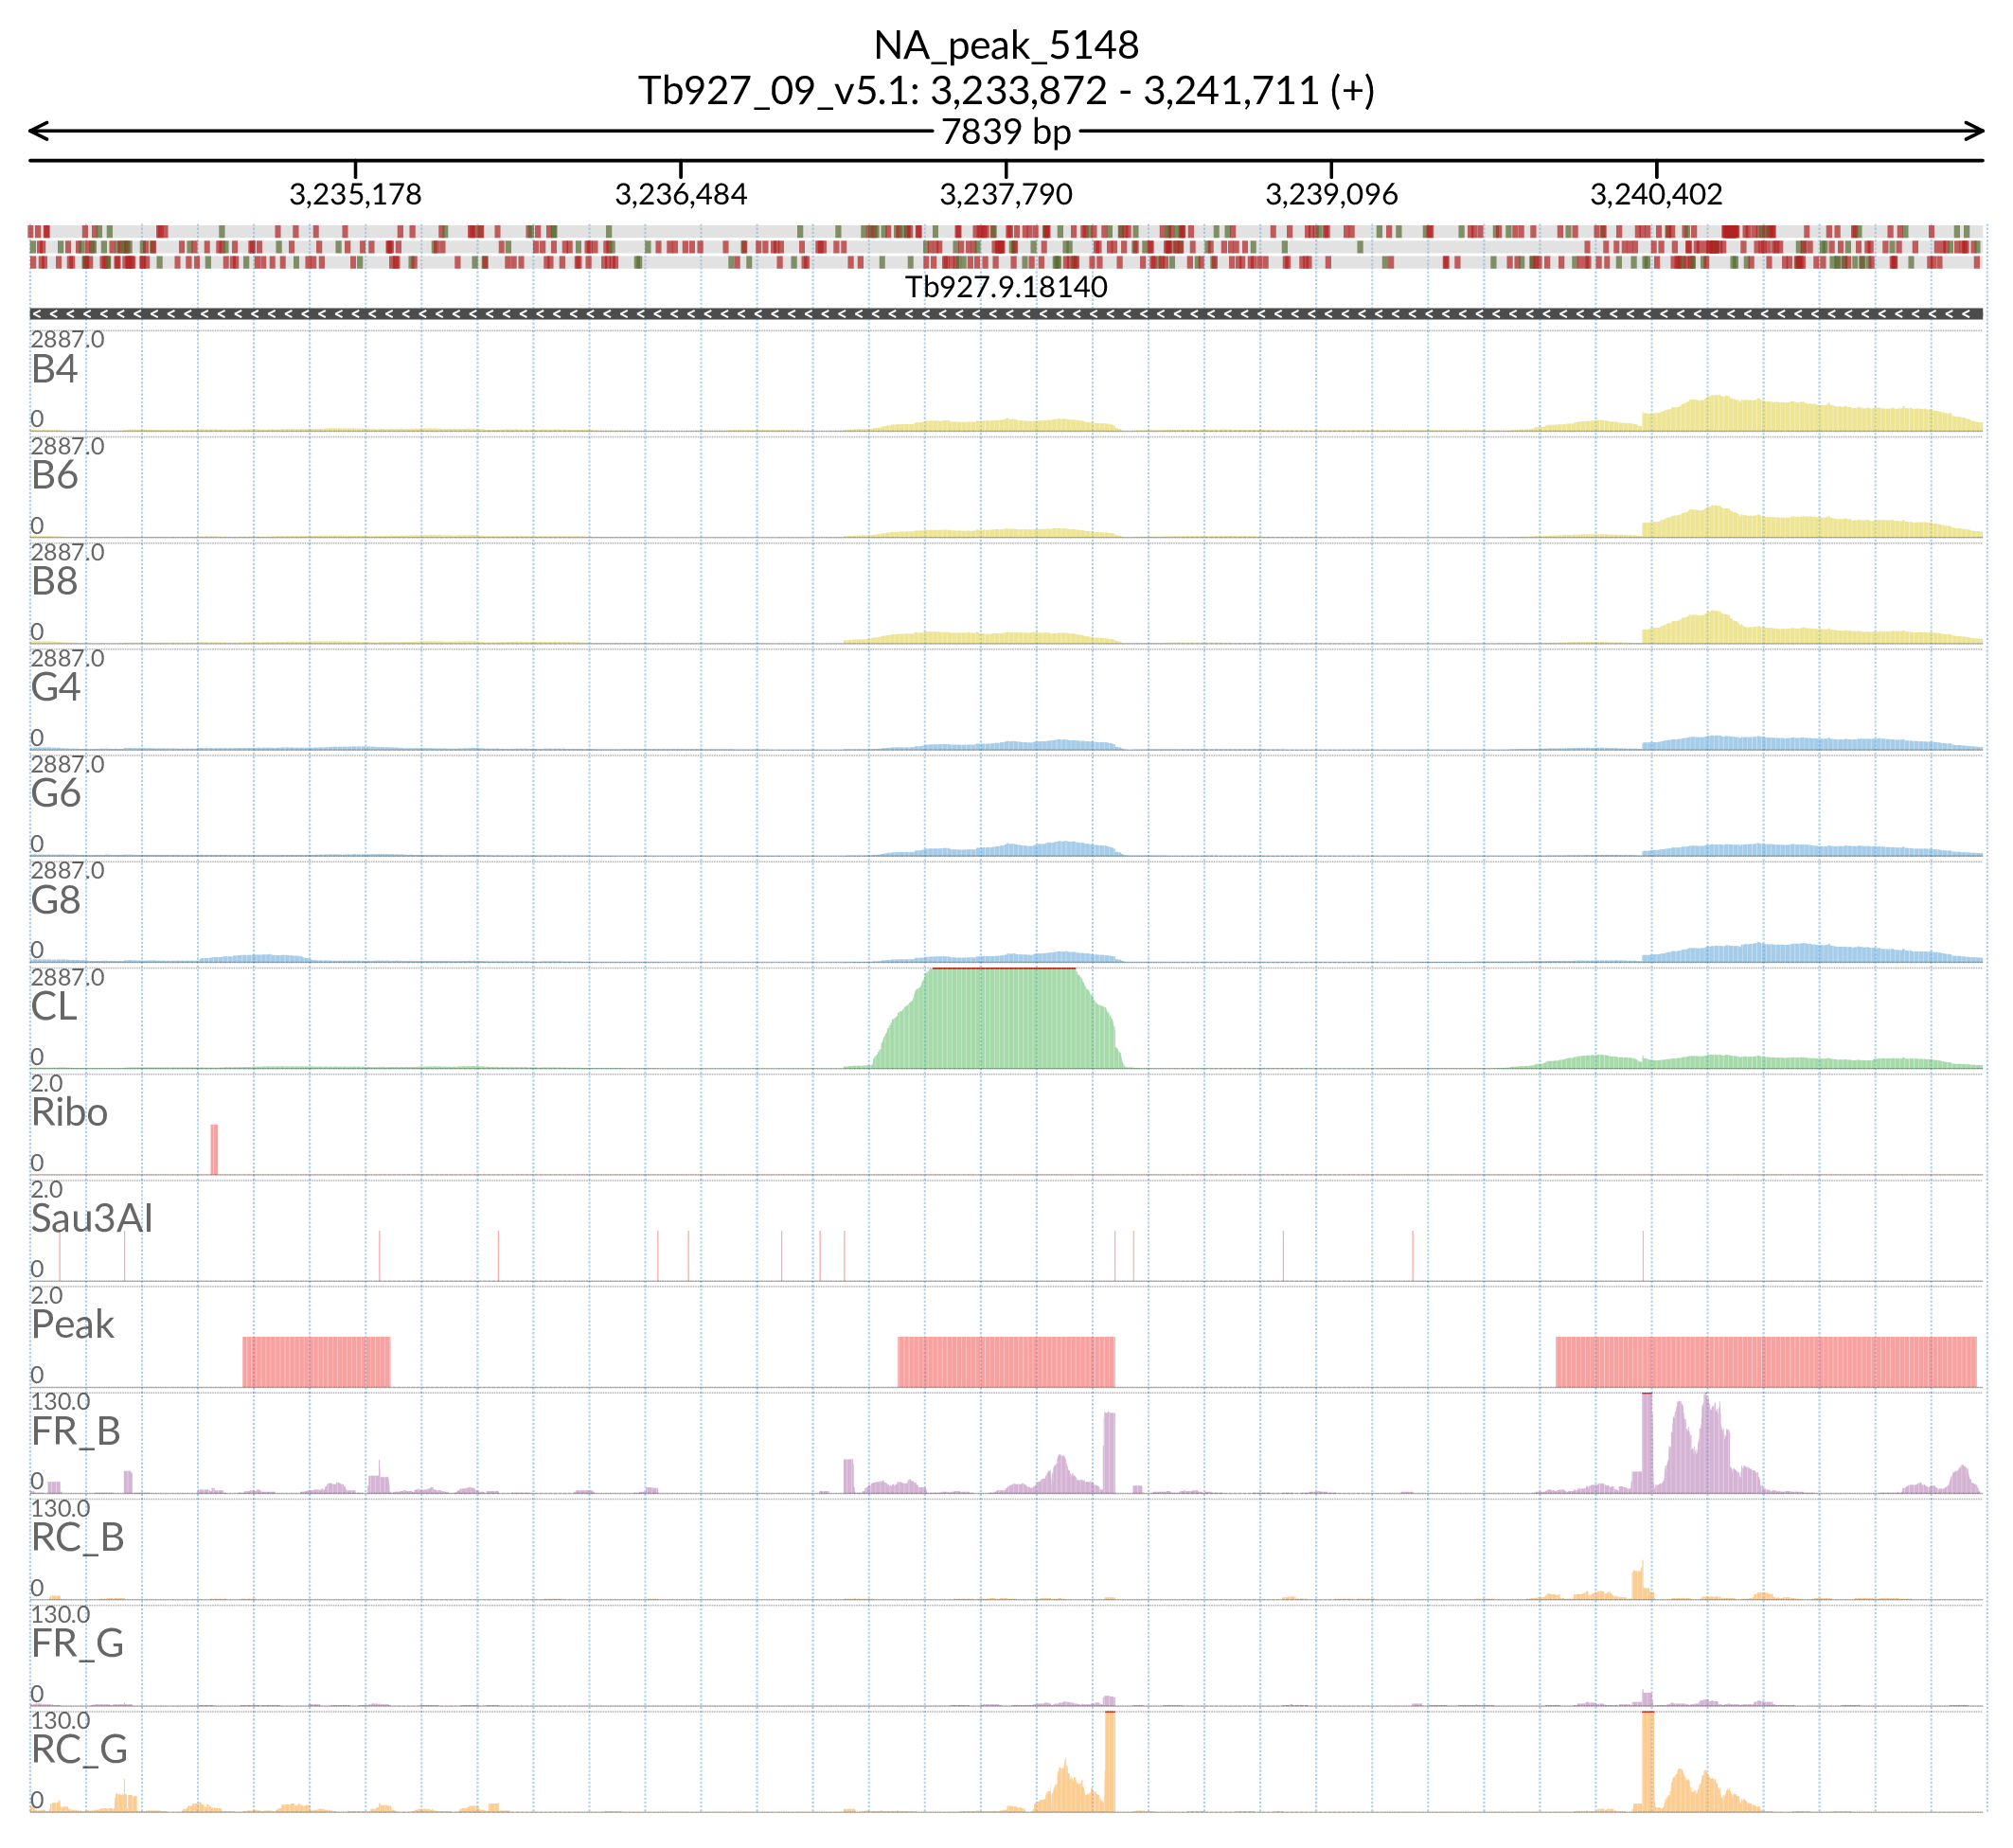 NA_peak_5148
Tb927_09_v5.1: 3,233,872 - 3,241,711 (+)
7839 bp
3,235,178 3,236,484 3,237,790 3,239,096 3,240,402
Tb927.9.18140
2887.0
B4
0
2887.0
B6
0
2887.0
B8
0
2887.0
G4
0
2887.0
G6
0
2887.0
G8
0
2887.0
CL
0
2.0
Ribo
0
2.0
Sau3AI
0
2.0
Peak
0
130.0
FR_B
0
130.0
RC_B
0
130.0
FR_G
0
130.0
RC_G
0